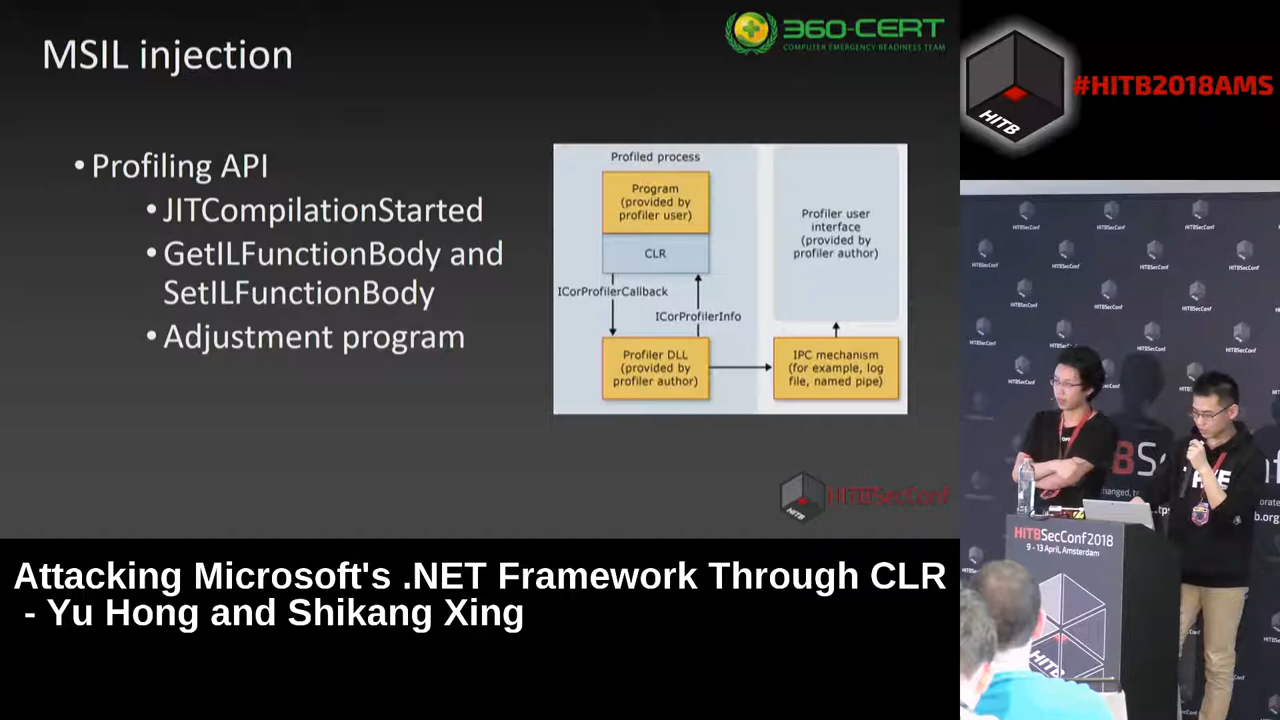 MSIL injection
360-CERT
COMPUTER EMERGENCY READINESS TEAM
• Profiling API
• JITCompilationStarted
• GetILFunctionBody and
SetILFunctionBody
• Adjustment program
Profiled process
Program
(provided by
profiler user)
CLR
ICorProfilerCallback
ICorProfilerInfo
Profiler DLL
(provided by
profiler author)
Profiler user
interface
(provided by
profiler author)
IPC mechanism
(for example, log
file, named pipe)
HITB
HITBSecConf
HITB
#HITB2018AMS
HITBSecConf2018
9 - 13 April, Amsterdam
HITB
Attacking Microsoft's .NET Framework Through CLR
- Yu Hong and Shikang Xing